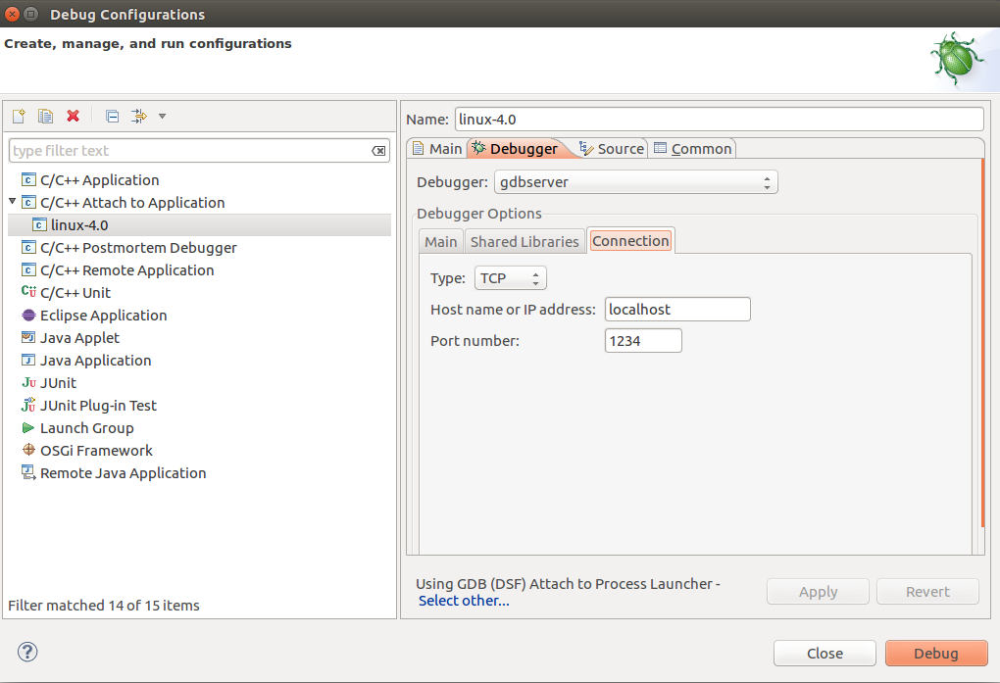 Debug Configurations
Create, manage, and run configurations
type filter text
C/C++ Application
C/C++ Attach to Application
linux-4.0
C/C++ Postmortem Debugger
C/C++ Remote Application
C/C++ Unit
Eclipse Application
Java Applet
Java Application
JUnit
JUnit Plug-in Test
Launch Group
OSGi Framework
Remote Java Application
Filter matched 14 of 15 items
Name: linux-4.0
Main Debugger Source Common
Debugger: gdbserver
Debugger Options
Main Shared Libraries Connection
Type: TCP
Host name or IP address: localhost
Port number: 1234
Using GDB (DSF) Attach to Process Launcher -
Select other...
Apply Revert
Close Debug